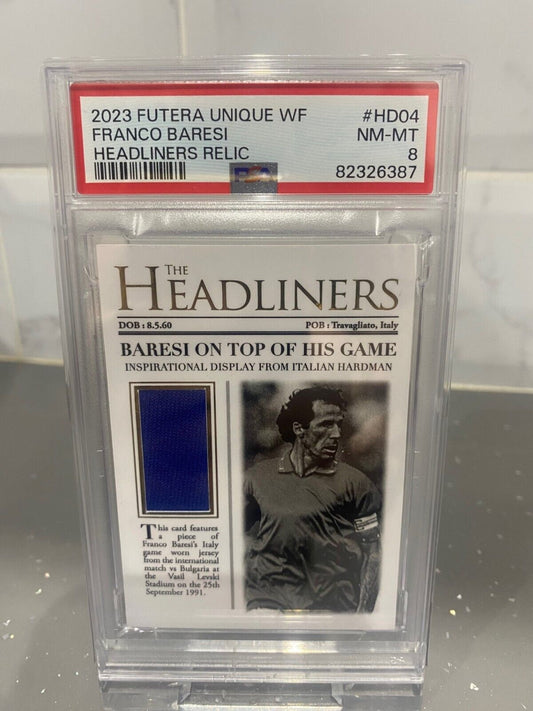 2023 FUTERA UNIQUE WF #HD04
FRANCO BARESI NM-MT
HEADLINERS RELIC 8
PSA 82326387
THE
HEADLINERS
DOB : 8.5.60 POB : Travagliato, Italy
BARESI ON TOP OF HIS GAME
INSPIRATIONAL DISPLAY FROM ITALIAN HARDMAN
This card features
a piece of
Franco Baresi's Italy
game worn jersey
from the international
match vs Bulgaria at
the Vasil Levski
Stadium on the 25th
September 1991.